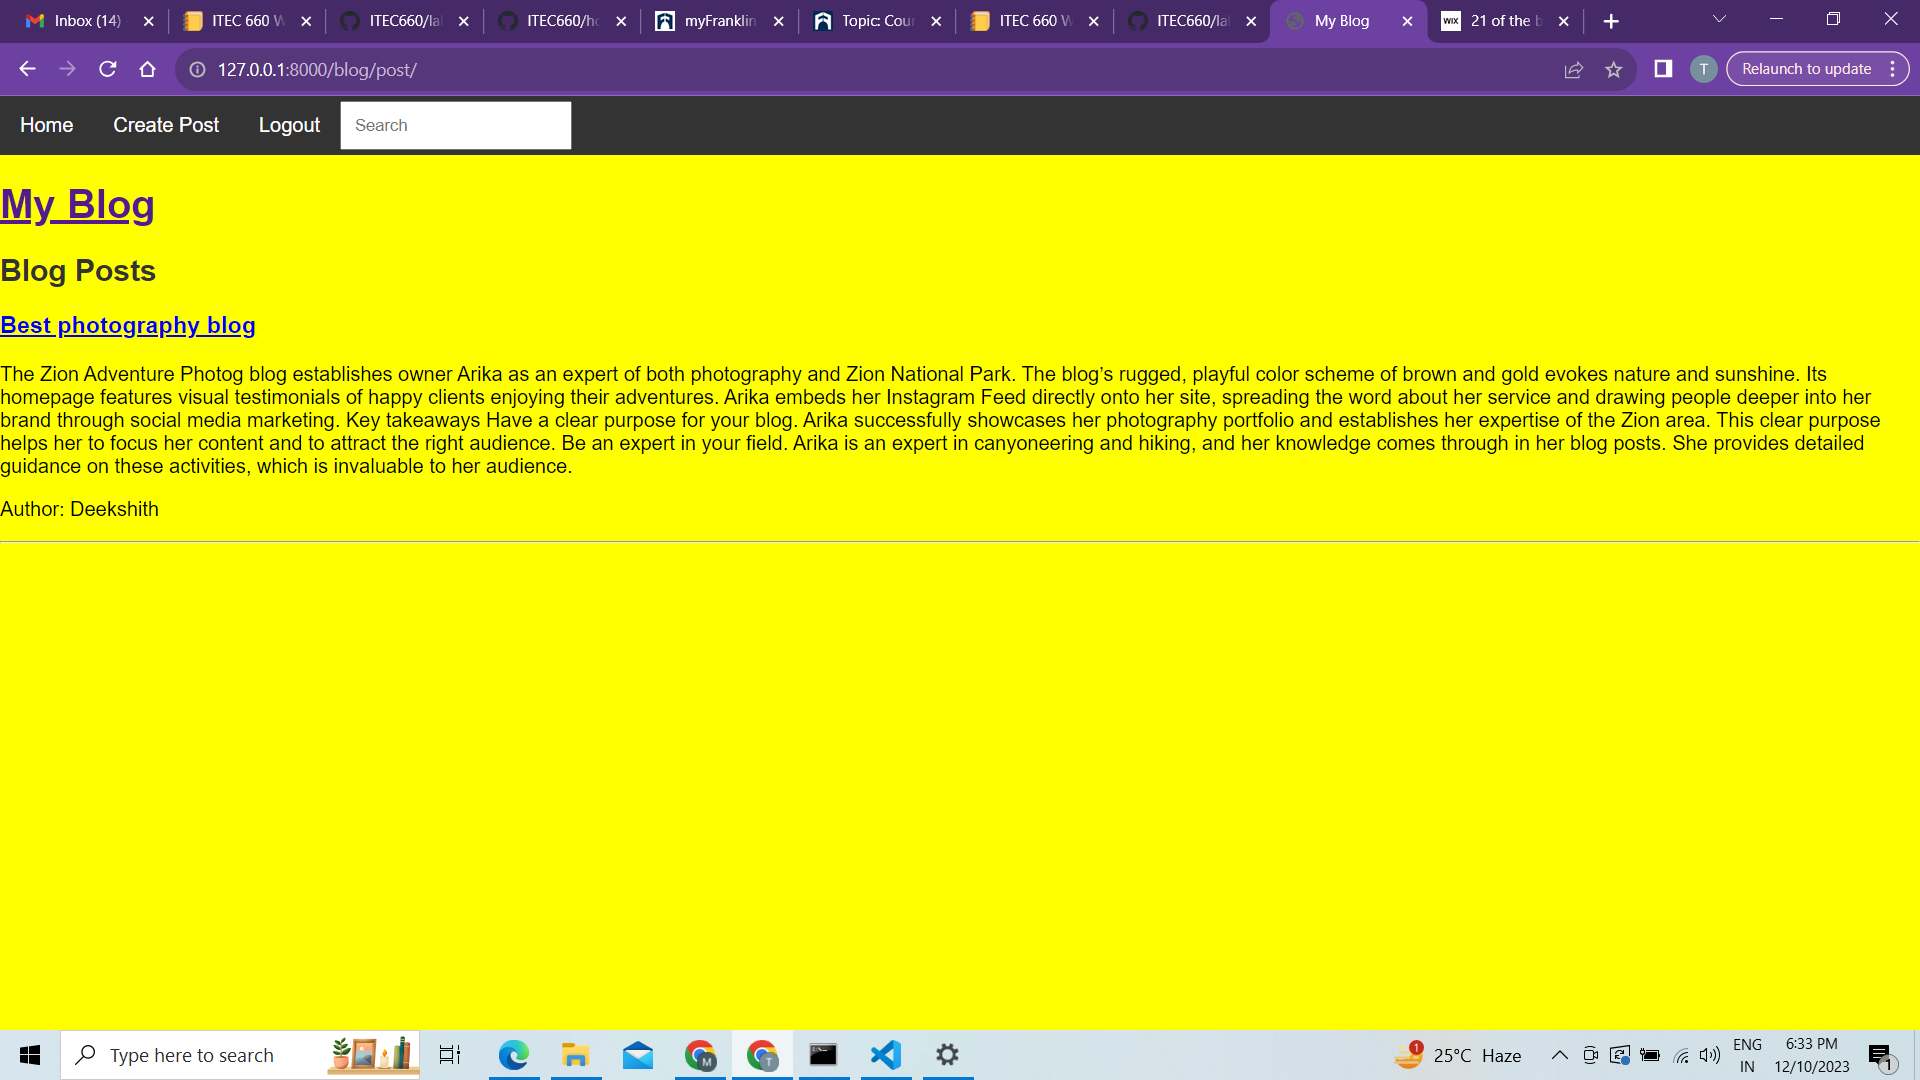 Inbox (14)
ITEC 660 W
ITEC660/lal
ITEC660/ho
myFranklin
Topic: Cour
ITEC 660 W
ITEC660/lal
My Blog
WIX
21 of the b
127.0.0.1:8000/blog/post/
T
Relaunch to update
Home
Create Post
Logout
Search
My Blog
Blog Posts
Best photography blog
The Zion Adventure Photog blog establishes owner Arika as an expert of both photography and Zion National Park. The blog’s rugged, playful color scheme of brown and gold evokes nature and sunshine. Its
homepage features visual testimonials of happy clients enjoying their adventures. Arika embeds her Instagram Feed directly onto her site, spreading the word about her service and drawing people deeper into her
brand through social media marketing. Key takeaways Have a clear purpose for your blog. Arika successfully showcases her photography portfolio and establishes her expertise of the Zion area. This clear purpose
helps her to focus her content and to attract the right audience. Be an expert in your field. Arika is an expert in canyoneering and hiking, and her knowledge comes through in her blog posts. She provides detailed
guidance on these activities, which is invaluable to her audience.
Author: Deekshith
Type here to search
M
T
1
25°C Haze
ENG
IN
6:33 PM
12/10/2023
1